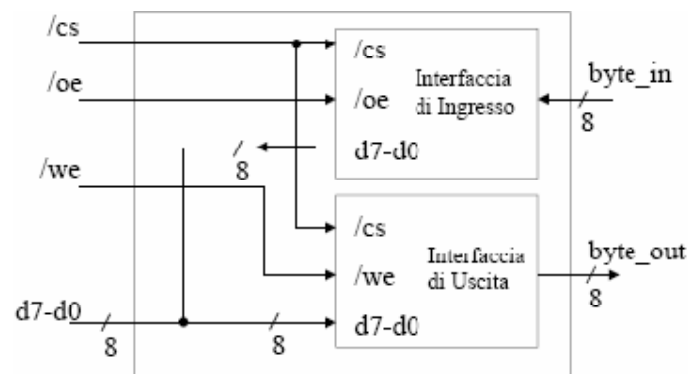 /cs
/oe
/we
d7-d0
8
/cs
/oe
d7-d0
Interfaccia
di Ingresso
8
byte_in
8
/cs
/we
d7-d0
Interfaccia
di Uscita
8
byte_out
8